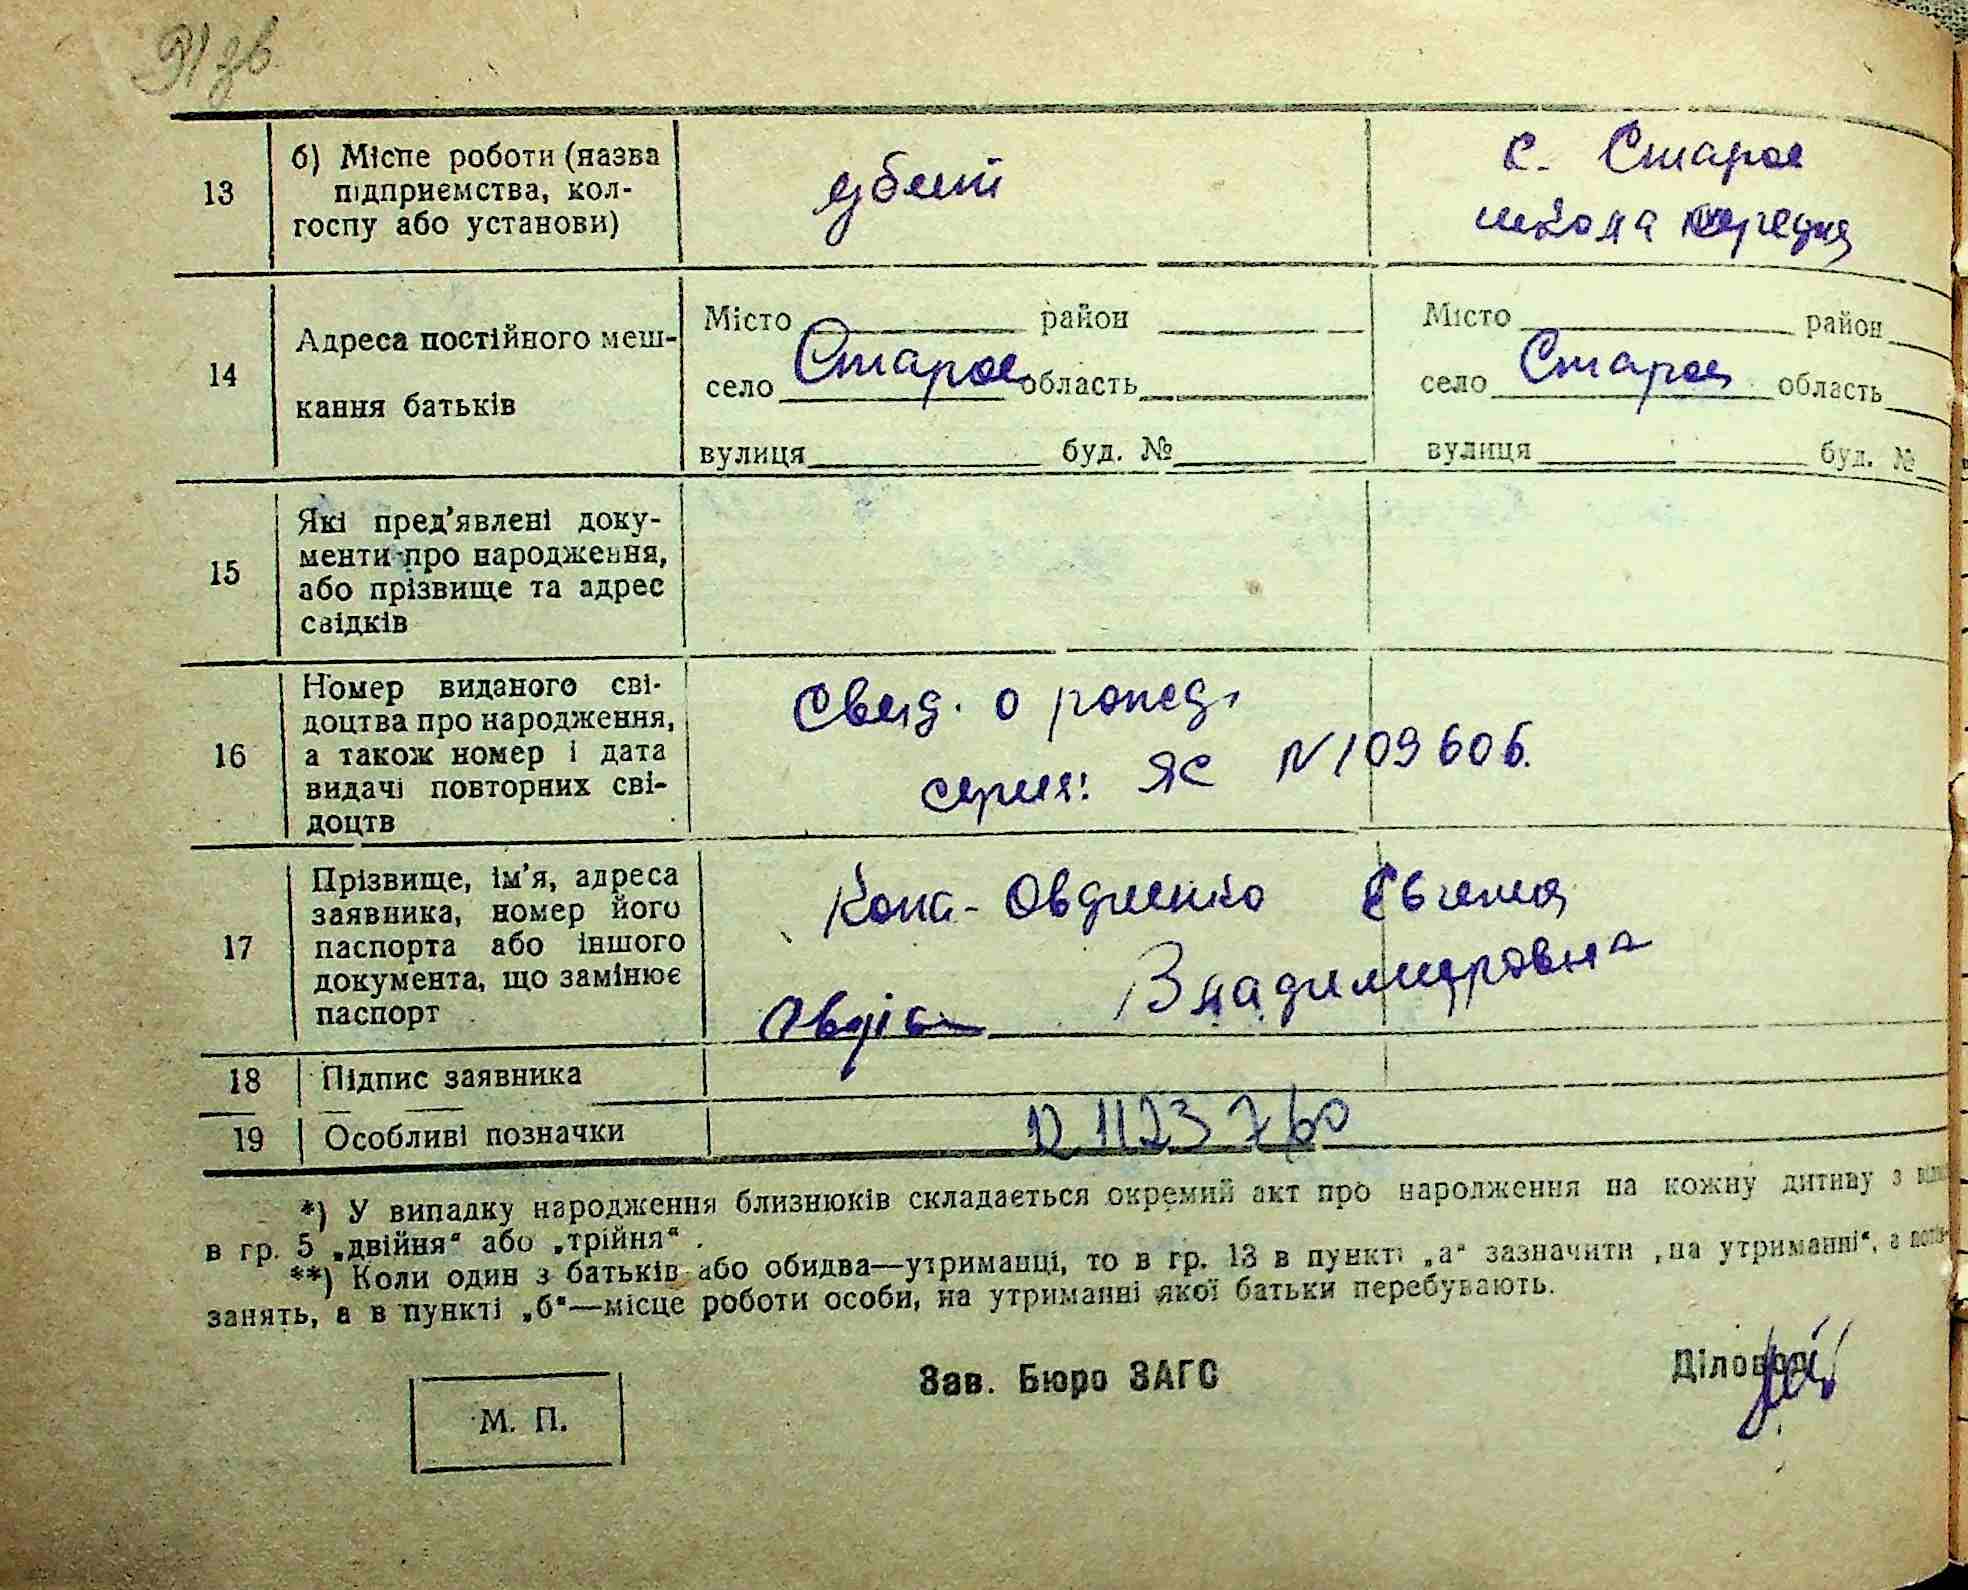 91 зв.
13
б) Місце роботи (назва
підприємства, кол-
госпу або установи)
убит
с. Старое
школа середня
14
Адреса постійного меш-
кання батьків
Місто район
село Старое область
вулиця буд. №
Місто район
село Старое область
вулиця буд. №
15
Які пред'явлені доку-
менти про народження,
або прізвище та адрес
свідків
16
Номер виданого сві-
доцтва про народження,
а також номер і дата
видачі повторних сві-
доцтв
Свид. о рожд.
серия: ЯС N 109606.
17
Прізвище, ім'я, адреса
заявника, номер його
паспорта або іншого
документа, що замінює
паспорт
Овдиенко Евгения
Владимировна
18
Підпис заявника
19
Особливі позначки
*) У випадку народження близнюків складається окремий акт про народження на кожну дитину з
в гр. 5 „двійня“ або „трійня“.
**) Коли один з батьків або обидва—утриманці, то в гр. 13 в пункті „а“ зазначити „на утриманні“, а
занять, а в пункті „б“—місце роботи особи, на утриманні якої батьки перебувають.
Зав. Бюро ЗАГС
Діловод
М. П.